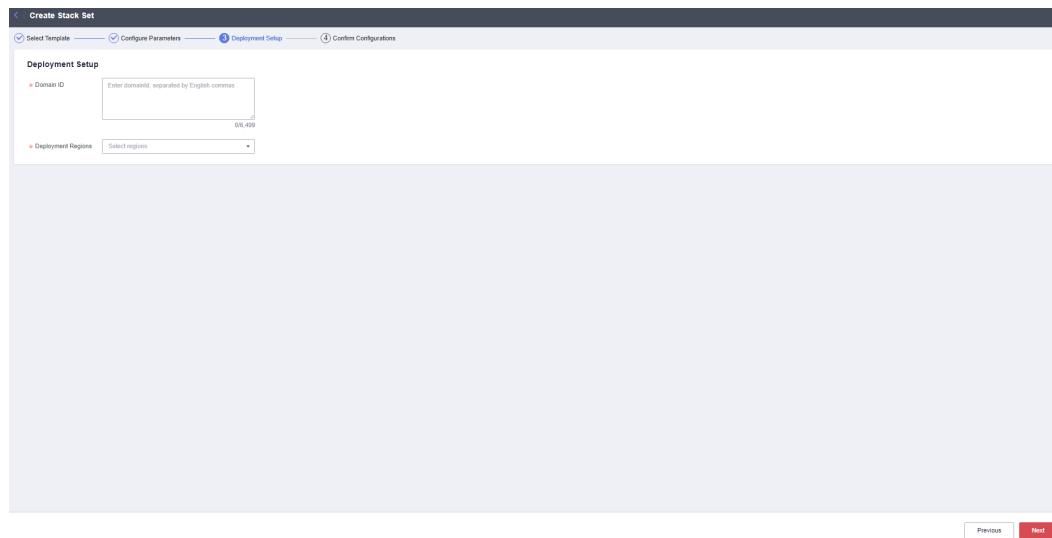 Create Stack Set
Select Template
Configure Parameters
3 Deployment Setup
4 Confirm Configurations
Deployment Setup
* Domain ID
Enter domainId, separated by English commas
0/6,499
* Deployment Regions
Select regions
Previous
Next